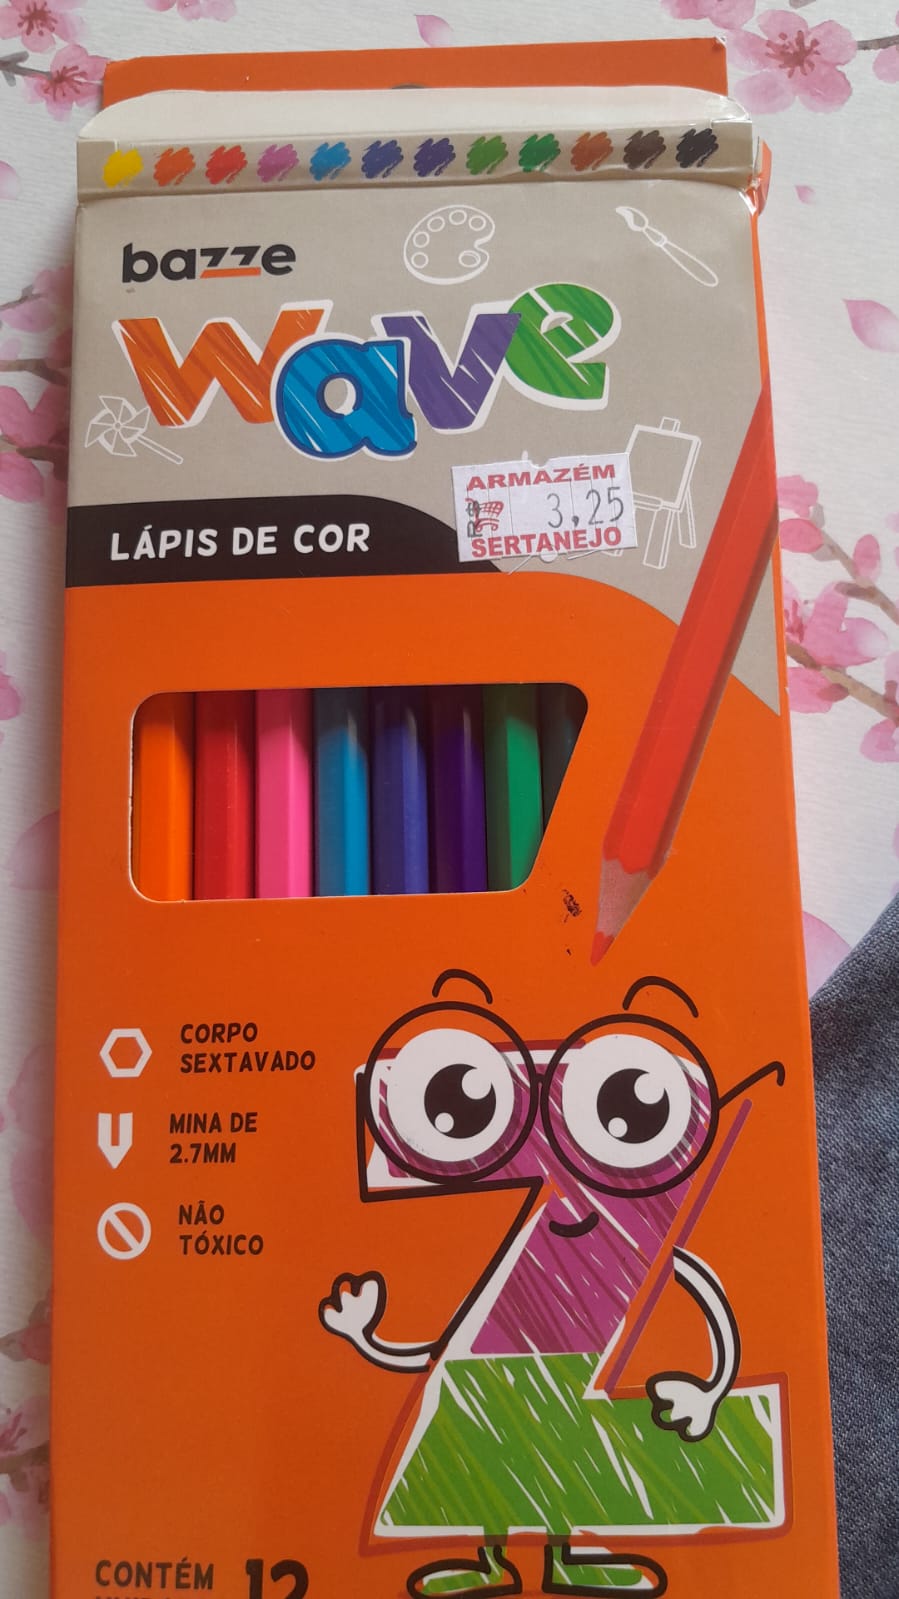 bazze
wave
ARMAZÉM
R$ 3,25
SERTANEJO
LÁPIS DE COR
CORPO
SEXTAVADO
MINA DE
2.7MM
NÃO
TÓXICO
CONTÉM
12